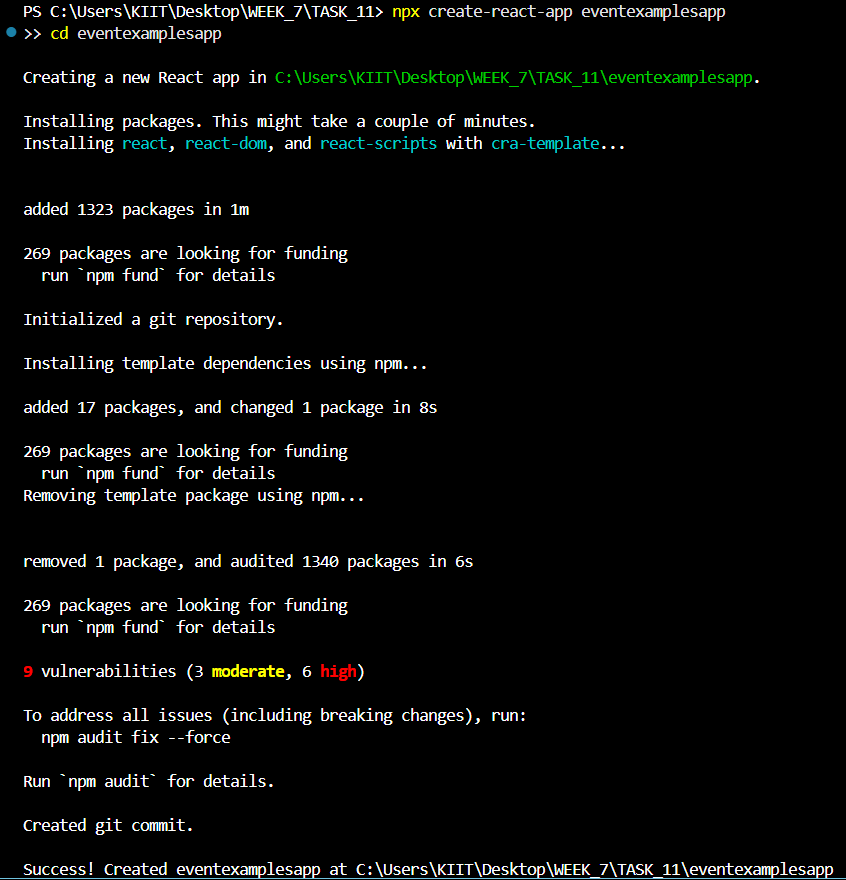 PS C:\Users\KIIT\Desktop\WEEK_7\TASK_11> npx create-react-app eventexamplesapp
>> cd eventexamplesapp
Creating a new React app in C:\Users\KIIT\Desktop\WEEK_7\TASK_11\eventexamplesapp.
Installing packages. This might take a couple of minutes.
Installing react, react-dom, and react-scripts with cra-template...
added 1323 packages in 1m
269 packages are looking for funding
  run `npm fund` for details
Initialized a git repository.
Installing template dependencies using npm...
added 17 packages, and changed 1 package in 8s
269 packages are looking for funding
  run `npm fund` for details
Removing template package using npm...
removed 1 package, and audited 1340 packages in 6s
269 packages are looking for funding
  run `npm fund` for details
9 vulnerabilities (3 moderate, 6 high)
To address all issues (including breaking changes), run:
  npm audit fix --force
Run `npm audit` for details.
Created git commit.
Success! Created eventexamplesapp at C:\Users\KIIT\Desktop\WEEK_7\TASK_11\eventexamplesapp